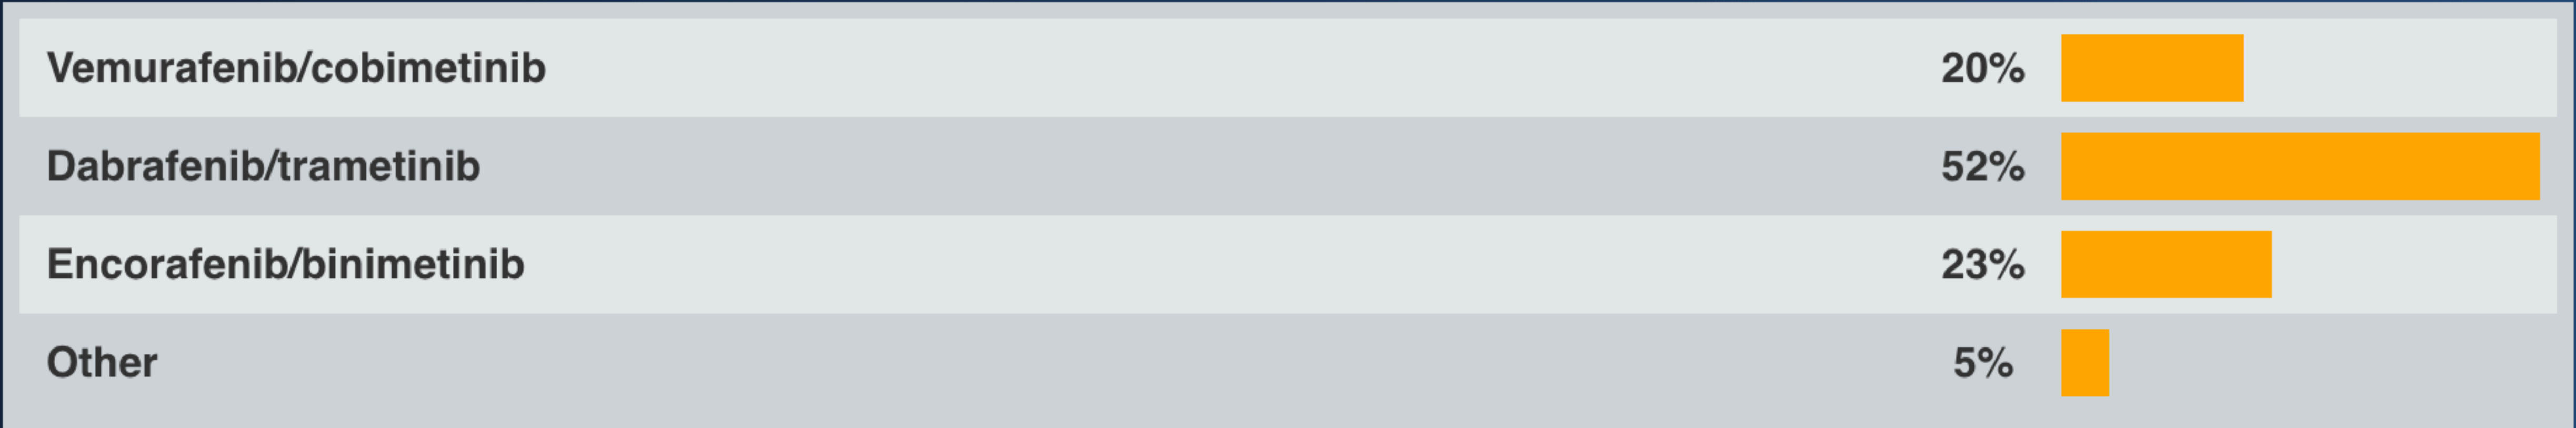 Vemurafenib/cobimetinib 20%
Dabrafenib/trametinib 52%
Encorafenib/binimetinib 23%
Other 5%